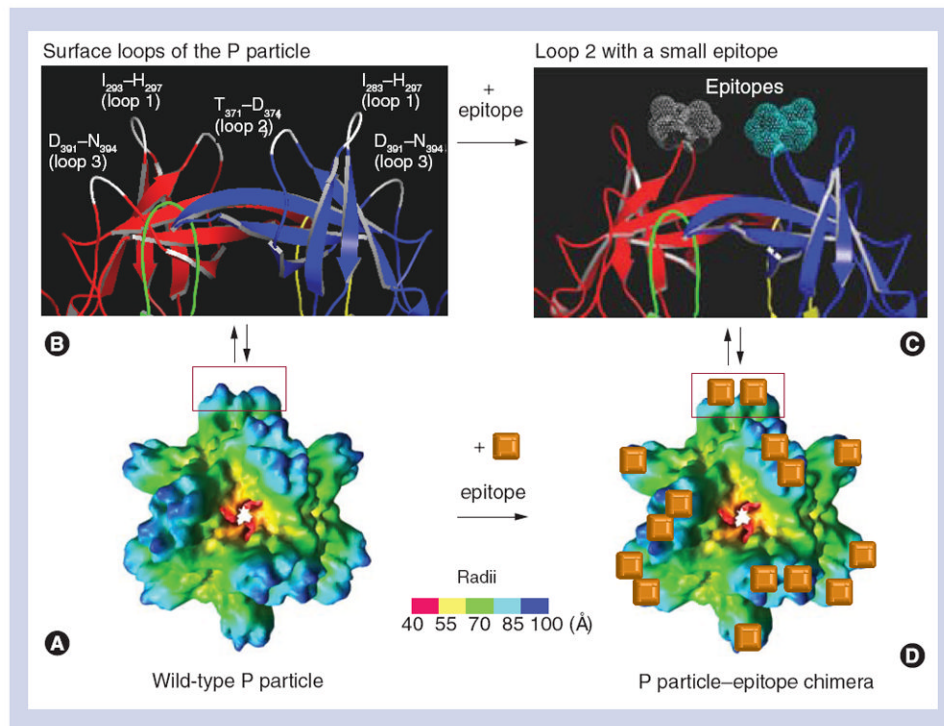 Surface loops of the P particle
Loop 2 with a small epitope
I₂₉₃–H₂₉₇
(loop 1)
T₃₇₁–D₃₇₄
(loop 2)
I₂₈₃–H₂₉₇
(loop 1)
D₃₉₁–N₃₉₄
(loop 3)
D₃₉₁–N₃₉₄
(loop 3)
+
epitope
Epitopes
B
C
+
epitope
Radii
40 55 70 85 100 (Å)
A
D
Wild-type P particle
P particle–epitope chimera